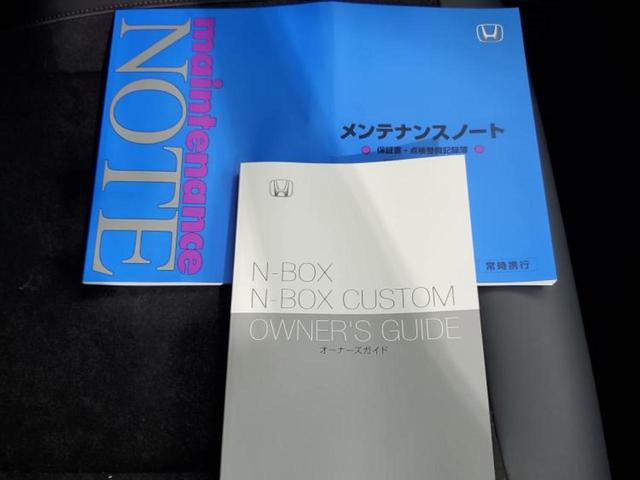 maintenance
NOTE
メンテナンスノート
保証書・点検整備記録簿
常時携行
N-BOX
N-BOX CUSTOM
OWNER'S GUIDE
オーナーズガイド